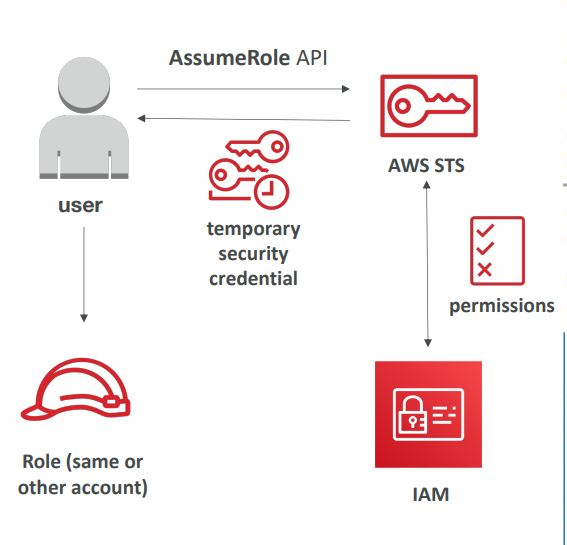 AssumeRole API
AWS STS
user
temporary
security
credential
permissions
Role (same or
other account)
IAM